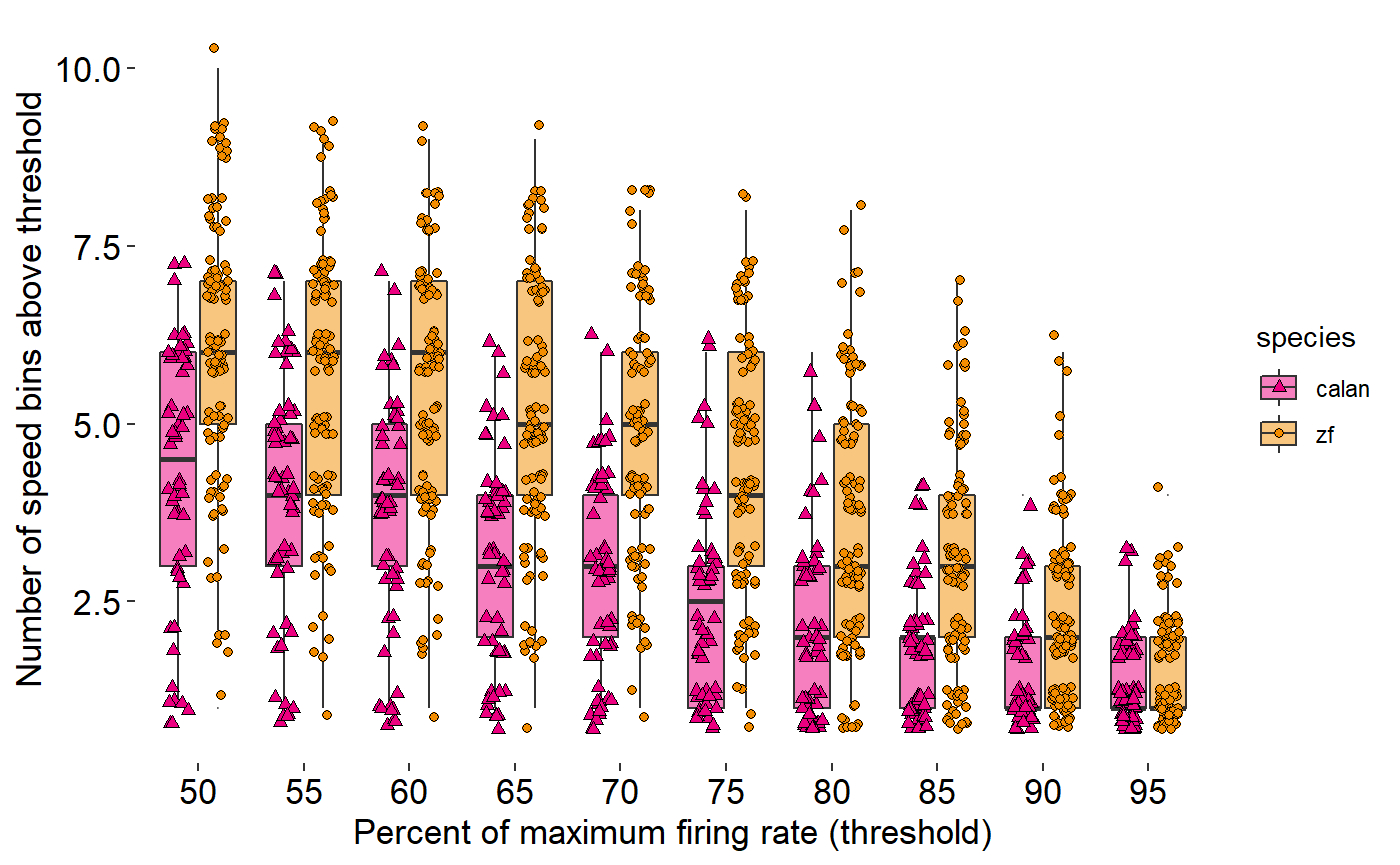 Number of speed bins above threshold
10.0
7.5
5.0
2.5
50 55 60 65 70 75 80 85 90 95
Percent of maximum firing rate (threshold)
species
calan
zf